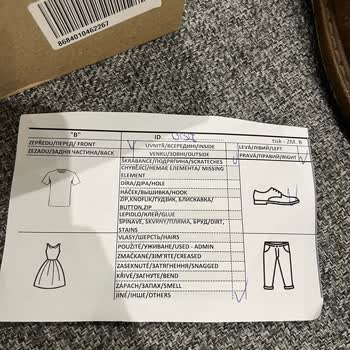 8684010462267
"B"
ID:
tisk - ZM. B
ZEPŘEDU/ПЕРЕД/ FRONT
UVNITŘ/ВСЕРЕДИНІ/INSIDE
LEVÁ/ЛІВИЙ/LEFT
ZEZADU/ЗАДНЯ ЧАСТИНА/BACK
VENKU/ЗОВНІ/OUTSIDE
PRAVÁ/ПРАВИЙ/RIGHT
ŠKRÁBANCE/ПОДРЯПИНА/SCRATECHES
CHYBĚJÍCÍ/НЕМАЄ ЕЛЕМЕНТА/ MISSING
ELEMENT
DÍRA/ДІРА/HOLE
HÁČEK/ВИШИВКА/HOOK
ZIP,KNOFLÍK/ҐУДЗИК, БЛИСКАВКА/
BUTTON,ZIP
LEPIDLO/КЛЕЙ/GLUE
ŠPINAVÉ, SKVRNY/ПЛЯМА, БРУД/DIRT,
STAINS
VLASY/ШЕРСТЬ/HAIRS
POUŽITÉ/УЖИВАНЕ/USED - ADMIN
ZMAČKANÉ/ЗІМ'ЯТЕ/CREASED
ZASEKNUTÉ/ЗАТЯГНЕННЯ/SNAGGED
KŘIVÉ/ЗАГНУТЕ/BEND
ZÁPACH/ЗАПАХ/SMELL
JINÉ/ІНШЕ/OTHERS